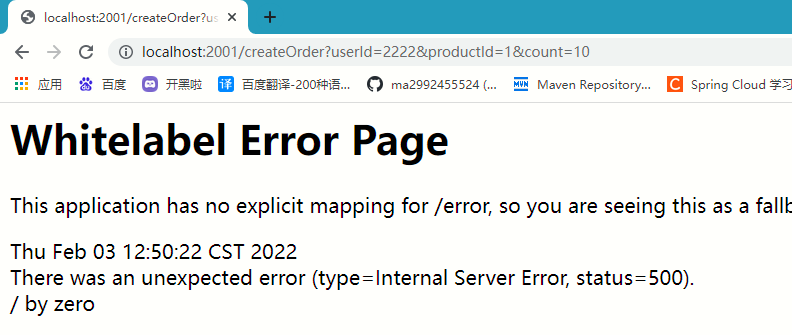 localhost:2001/createOrder?us
localhost:2001/createOrder?userId=2222&productId=1&count=10
应用 百度 开黑啦 译 百度翻译-200种语... ma2992455524 (... MVN Maven Repository... C Spring Cloud 学习
Whitelabel Error Page
This application has no explicit mapping for /error, so you are seeing this as a fallb
Thu Feb 03 12:50:22 CST 2022
There was an unexpected error (type=Internal Server Error, status=500).
/ by zero